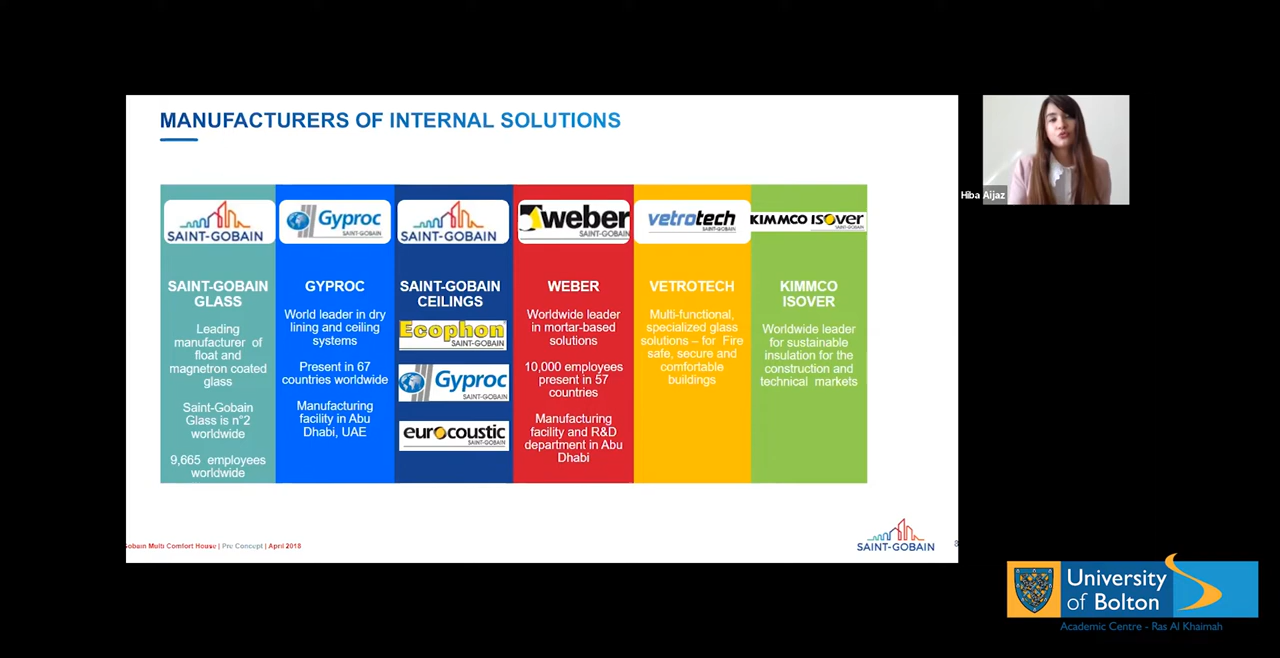 MANUFACTURERS OF INTERNAL SOLUTIONS
SAINT-GOBAIN
SAINT-GOBAIN
GLASS
Leading
manufacturer of
float and
magnetron coated
glass
Saint-Gobain
Glass is n°2
worldwide
9,665 employees
worldwide
Gyproc
SAINT-GOBAIN
GYPROC
World leader in dry
lining and ceiling
systems
Present in 67
countries worldwide
Manufacturing
facility in Abu
Dhabi, UAE
SAINT-GOBAIN
SAINT-GOBAIN
CEILINGS
Ecophon
SAINT-GOBAIN
Gyproc
SAINT-GOBAIN
eurocoustic
SAINT-GOBAIN
weber
SAINT-GOBAIN
WEBER
Worldwide leader
in mortar-based
solutions
10,000 employees
present in 57
countries
Manufacturing
facility and R&D
department in Abu
Dhabi
vetrotech
SAINT-GOBAIN
VETROTECH
Multi-functional,
specialized glass
solutions – for Fire
safe, secure and
comfortable
buildings
KIMMCO ISOVER
SAINT-GOBAIN
KIMMCO
ISOVER
Worldwide leader
for sustainable
insulation for the
construction and
technical markets
Gobain Multi Comfort House | Pre Concept | April 2018
SAINT-GOBAIN
Hiba Aijaz
University
of Bolton
Academic Centre - Ras Al Khaimah